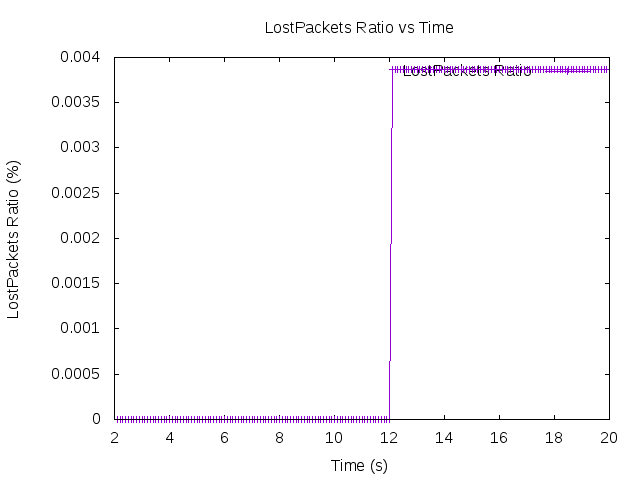 LostPackets Ratio vs Time
0.004
LostPackets Ratio
0.0035
0.003
0.0025
0.002
0.0015
0.001
0.0005
0
LostPackets Ratio (%)
2 4 6 8 10 12 14 16 18 20
Time (s)